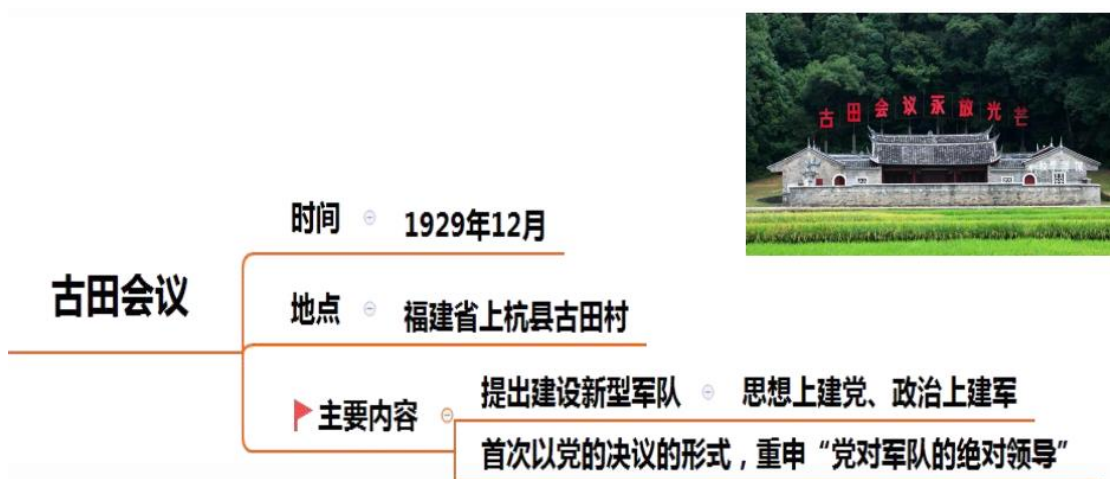 古田会议永放光芒
时间
1929年12月
古田会议
地点
福建省上杭县古田村
主要内容
提出建设新型军队
思想上建党、政治上建军
首次以党的决议的形式，重申“党对军队的绝对领导”